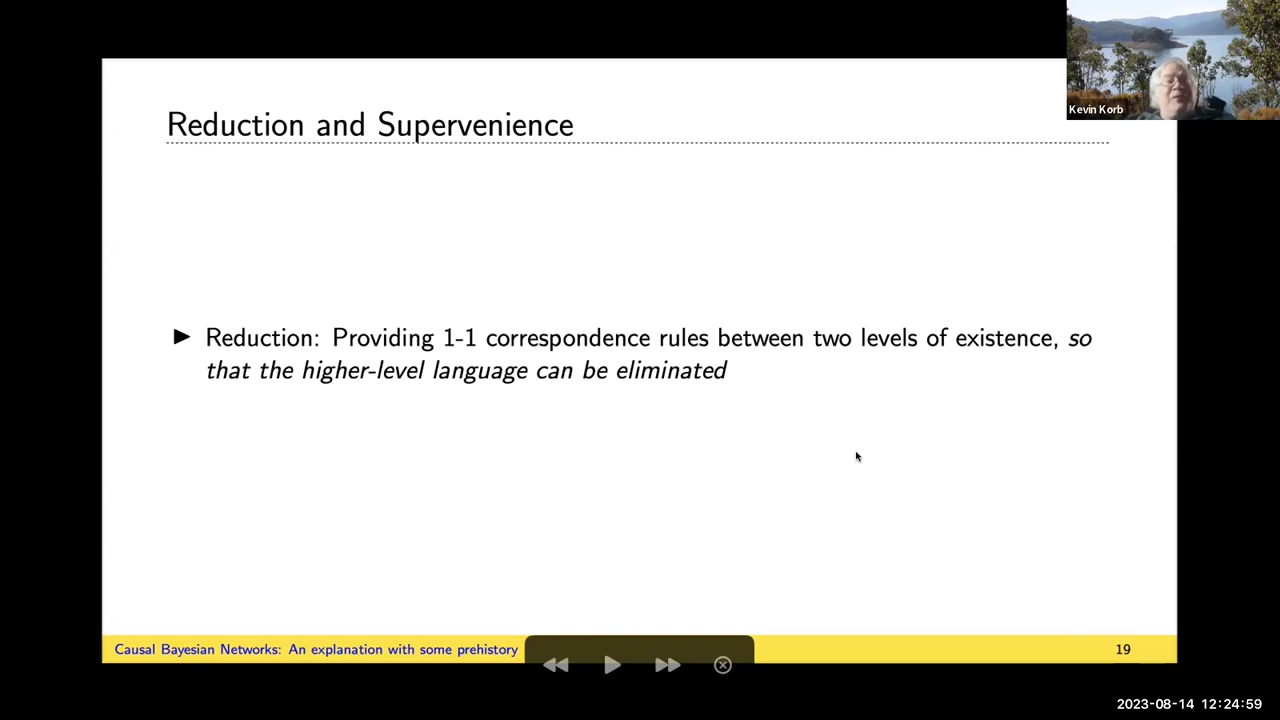 Kevin Korb
Reduction and Supervenience
▶ Reduction: Providing 1-1 correspondence rules between two levels of existence, so
that the higher-level language can be eliminated
Causal Bayesian Networks: An explanation with some prehistory
19
2023-08-14 12:24:59